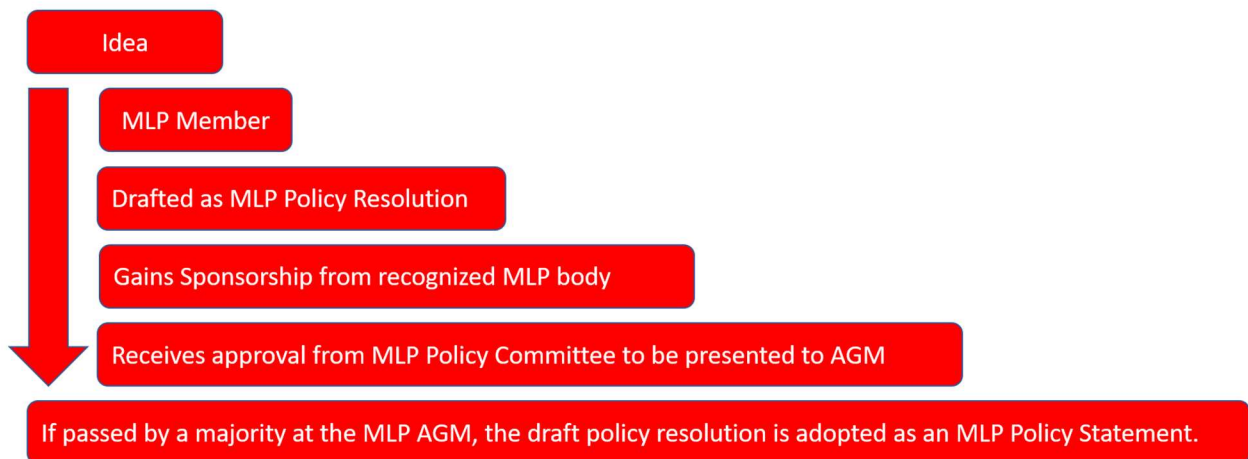 Idea
MLP Member
Drafted as MLP Policy Resolution
Gains Sponsorship from recognized MLP body
Receives approval from MLP Policy Committee to be presented to AGM
If passed by a majority at the MLP AGM, the draft policy resolution is adopted as an MLP Policy Statement.